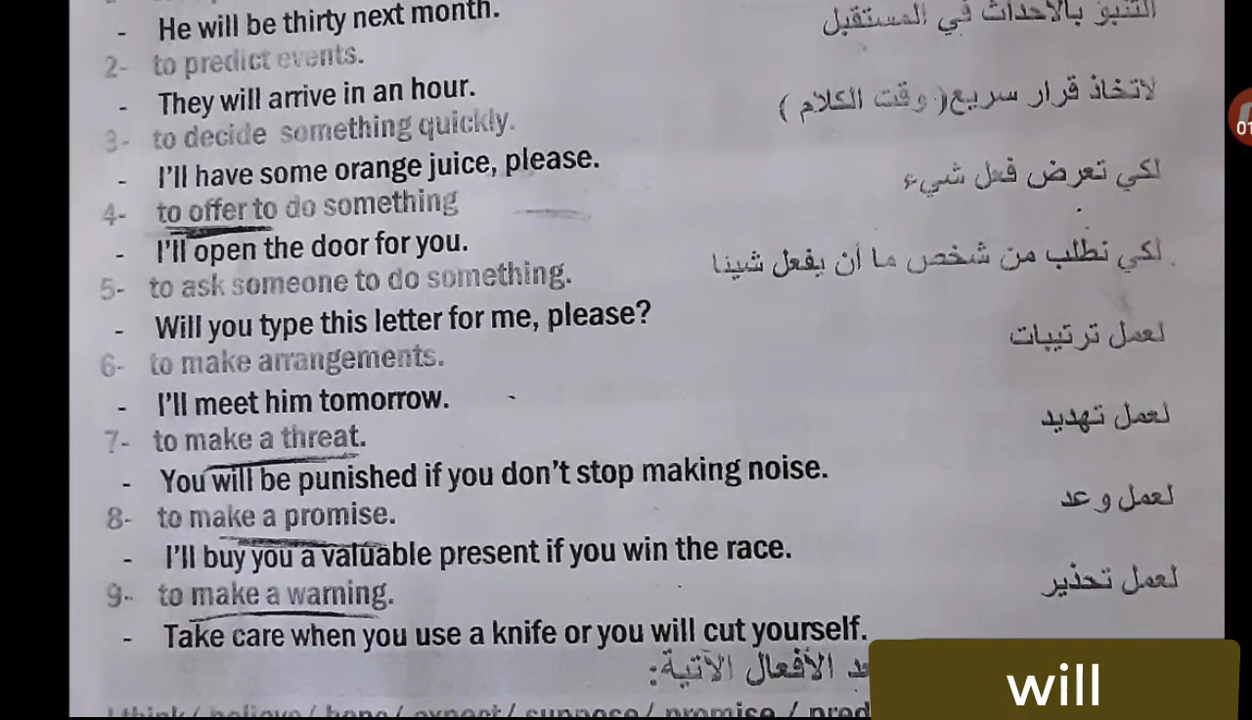 - He will be thirty next month.
التنبؤ بالأحداث في المستقبل
2- to predict events.
- They will arrive in an hour.
لاتخاذ قرار سريع (وقت الكلام)
3- to decide something quickly.
- I'll have some orange juice, please.
لكي تعرض فعل شيء
4- to offer to do something
- I'll open the door for you.
لكي نطلب من شخص ما أن يفعل شيئا
5- to ask someone to do something.
- Will you type this letter for me, please?
لعمل ترتيبات
6- to make arrangements.
- I'll meet him tomorrow.
لعمل تهديد
7- to make a threat.
- You will be punished if you don't stop making noise.
لعمل وعد
8- to make a promise.
- I'll buy you a valuable present if you win the race.
لعمل تحذير
9- to make a warning.
- Take care when you use a knife or you will cut yourself.
الأفعال الآتية:
I think / believe / hope / expect / suppose / promise /
will
01